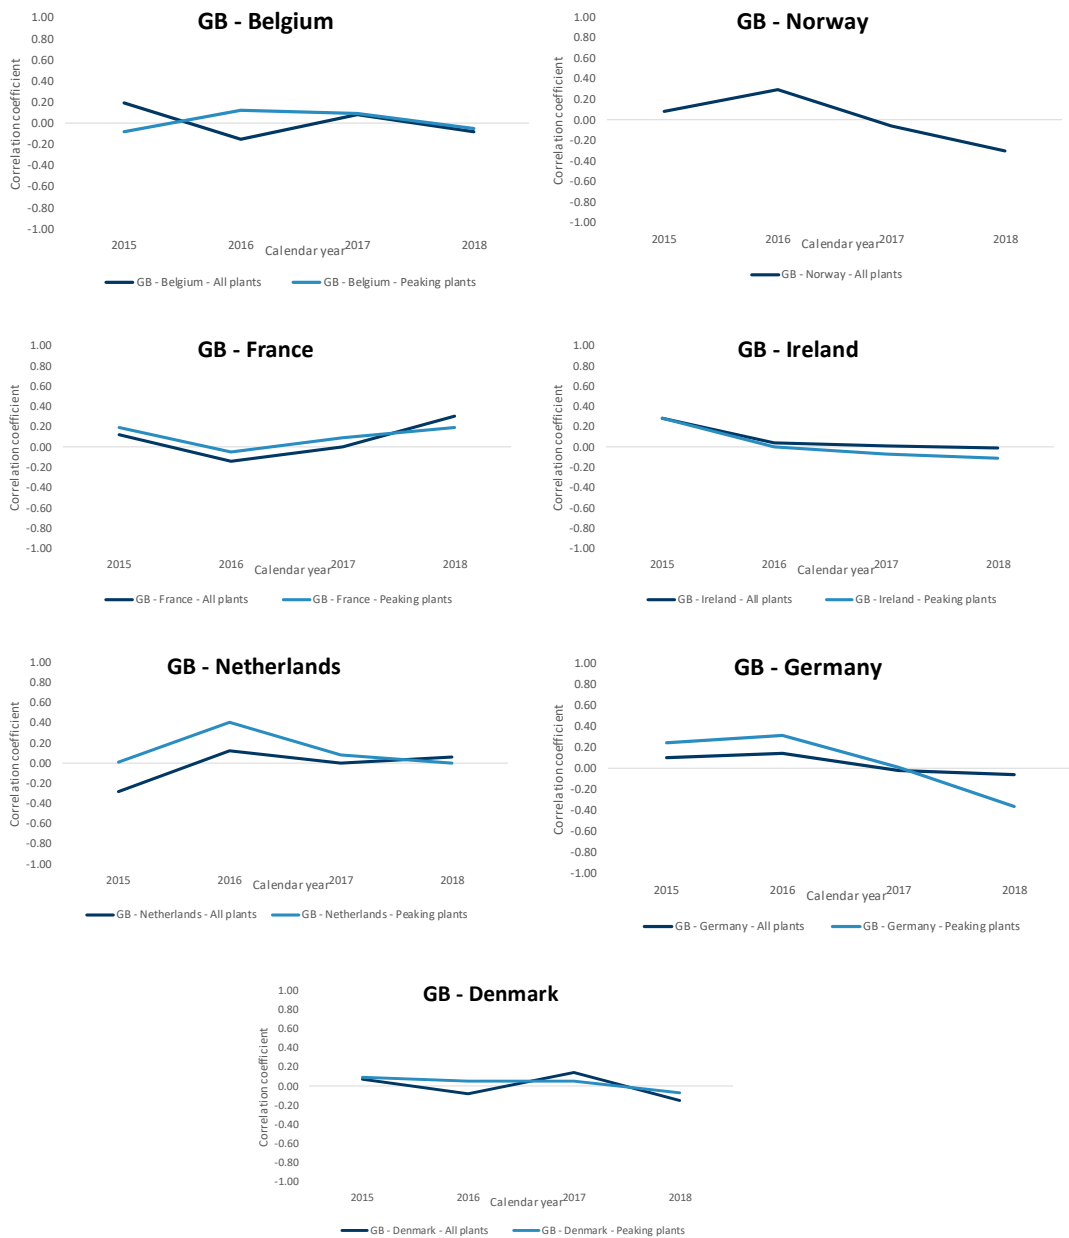 GB - Belgium
Correlation coefficient
1.00
0.80
0.60
0.40
0.20
0.00
-0.20
-0.40
-0.60
-0.80
-1.00
2015 2016 2017 2018
Calendar year
GB - Belgium - All plants GB - Belgium - Peaking plants
GB - Norway
Correlation coefficient
1.00
0.80
0.60
0.40
0.20
0.00
-0.20
-0.40
-0.60
-0.80
-1.00
2015 2016 2017 2018
Calendar year
GB - Norway - All plants
GB - France
Correlation coefficient
1.00
0.80
0.60
0.40
0.20
0.00
-0.20
-0.40
-0.60
-0.80
-1.00
2015 2016 2017 2018
Calendar year
GB - France - All plants GB - France - Peaking plants
GB - Ireland
Correlation coefficient
1.00
0.80
0.60
0.40
0.20
0.00
-0.20
-0.40
-0.60
-0.80
-1.00
2015 2016 2017 2018
Calendar year
GB - Ireland - All plants GB - Ireland - Peaking plants
GB - Netherlands
Correlation coefficient
1.00
0.80
0.60
0.40
0.20
0.00
-0.20
-0.40
-0.60
-0.80
-1.00
2015 2016 2017 2018
Calendar year
GB - Netherlands - All plants GB - Netherlands - Peaking plants
GB - Germany
Correlation coefficient
1.00
0.80
0.60
0.40
0.20
0.00
-0.20
-0.40
-0.60
-0.80
-1.00
2015 2016 2017 2018
Calendar year
GB - Germany - All plants GB - Germany - Peaking plants
GB - Denmark
Correlation coefficient
1.00
0.80
0.60
0.40
0.20
0.00
-0.20
-0.40
-0.60
-0.80
-1.00
2015 2016 2017 2018
Calendar year
GB - Denmark - All plants GB - Denmark - Peaking plants